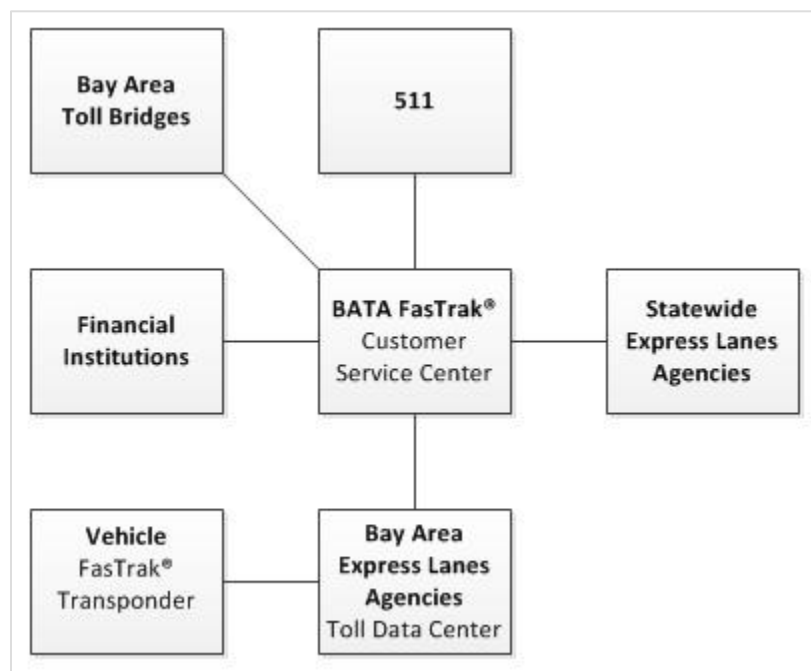 Bay Area
Toll Bridges
511
Financial
Institutions
BATA FasTrak®
Customer
Service Center
Statewide
Express Lanes
Agencies
Vehicle
FasTrak®
Transponder
Bay Area
Express Lanes
Agencies
Toll Data Center